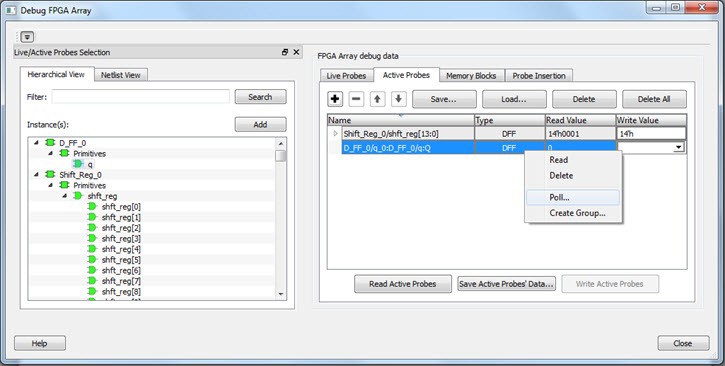 Debug FPGA Array
Live/Active Probes Selection
Hierarchical View Netlist View
Filter: Search
Instance(s): Add
D_FF_0
Primitives
q
Shift_Reg_0
Primitives
shft_reg
shft_reg[0]
shft_reg[1]
shft_reg[2]
shft_reg[3]
shft_reg[4]
shft_reg[5]
shft_reg[6]
shft_reg[7]
shft_reg[8]
FPGA Array debug data
Live Probes Active Probes Memory Blocks Probe Insertion
Save... Load... Delete Delete All
Name Type Read Value Write Value
Shift_Reg_0/shft_reg[13:0] DFF 14'h0001 14'h
D_FF_0/q_0:D_FF_0/q:Q DFF 0
Read
Delete
Poll...
Create Group...
Read Active Probes Save Active Probes' Data... Write Active Probes
Help Close